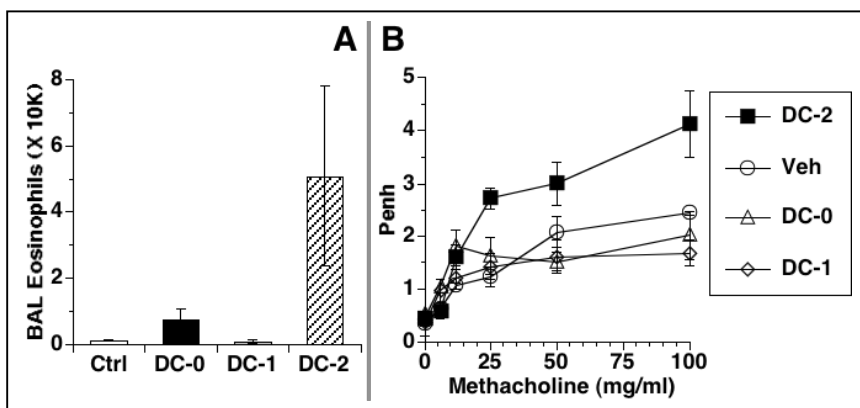 A
BAL Eosinophils (X 10K)
8
6
4
2
0
Ctrl DC-0 DC-1 DC-2
B
Penh
5
4
3
2
1
0
0 25 50 75 100
Methacholine (mg/ml)
DC-2
Veh
DC-0
DC-1